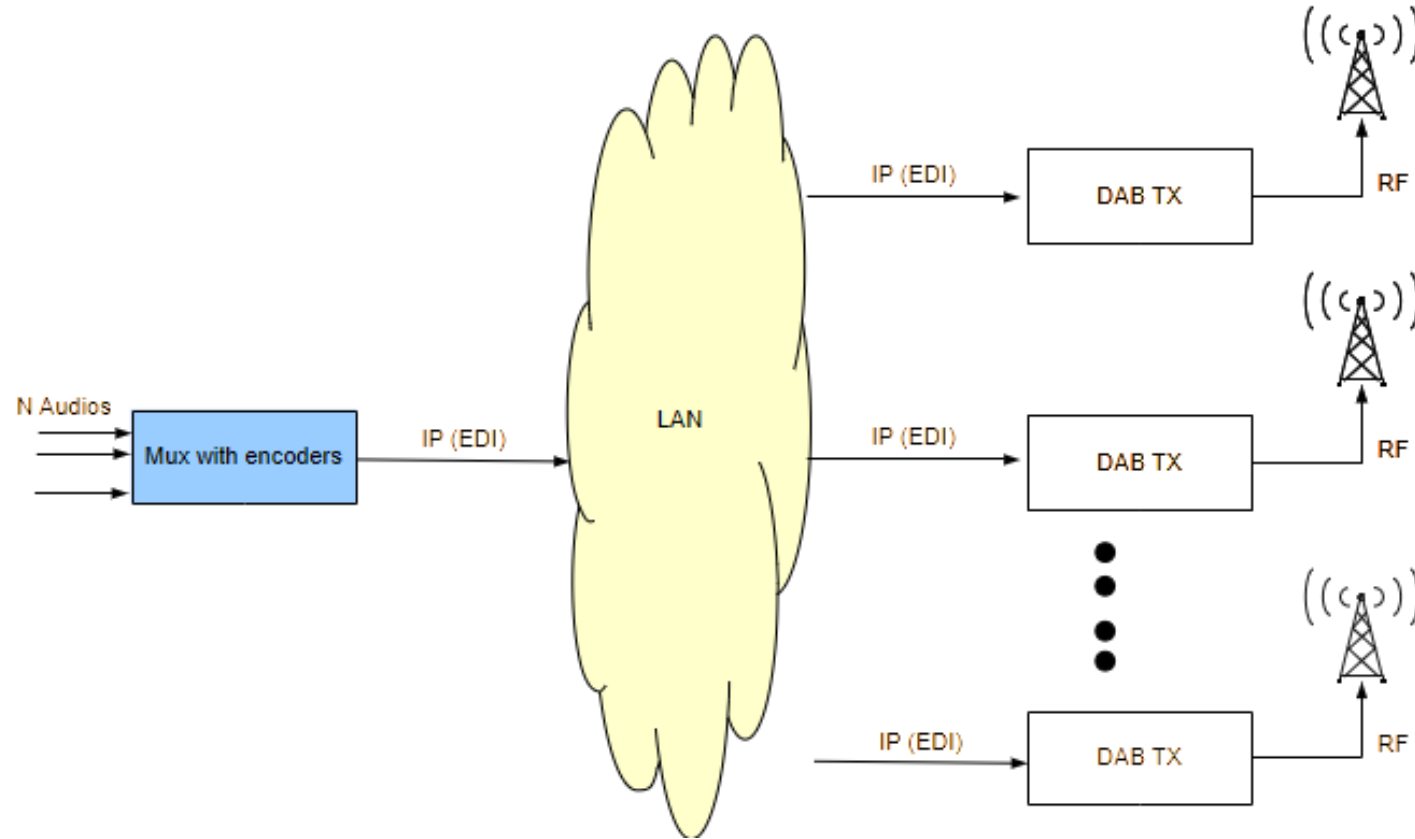 IP (EDI)
DAB TX
RF
N Audios
Mux with encoders
IP (EDI)
LAN
IP (EDI)
DAB TX
RF
IP (EDI)
DAB TX
RF